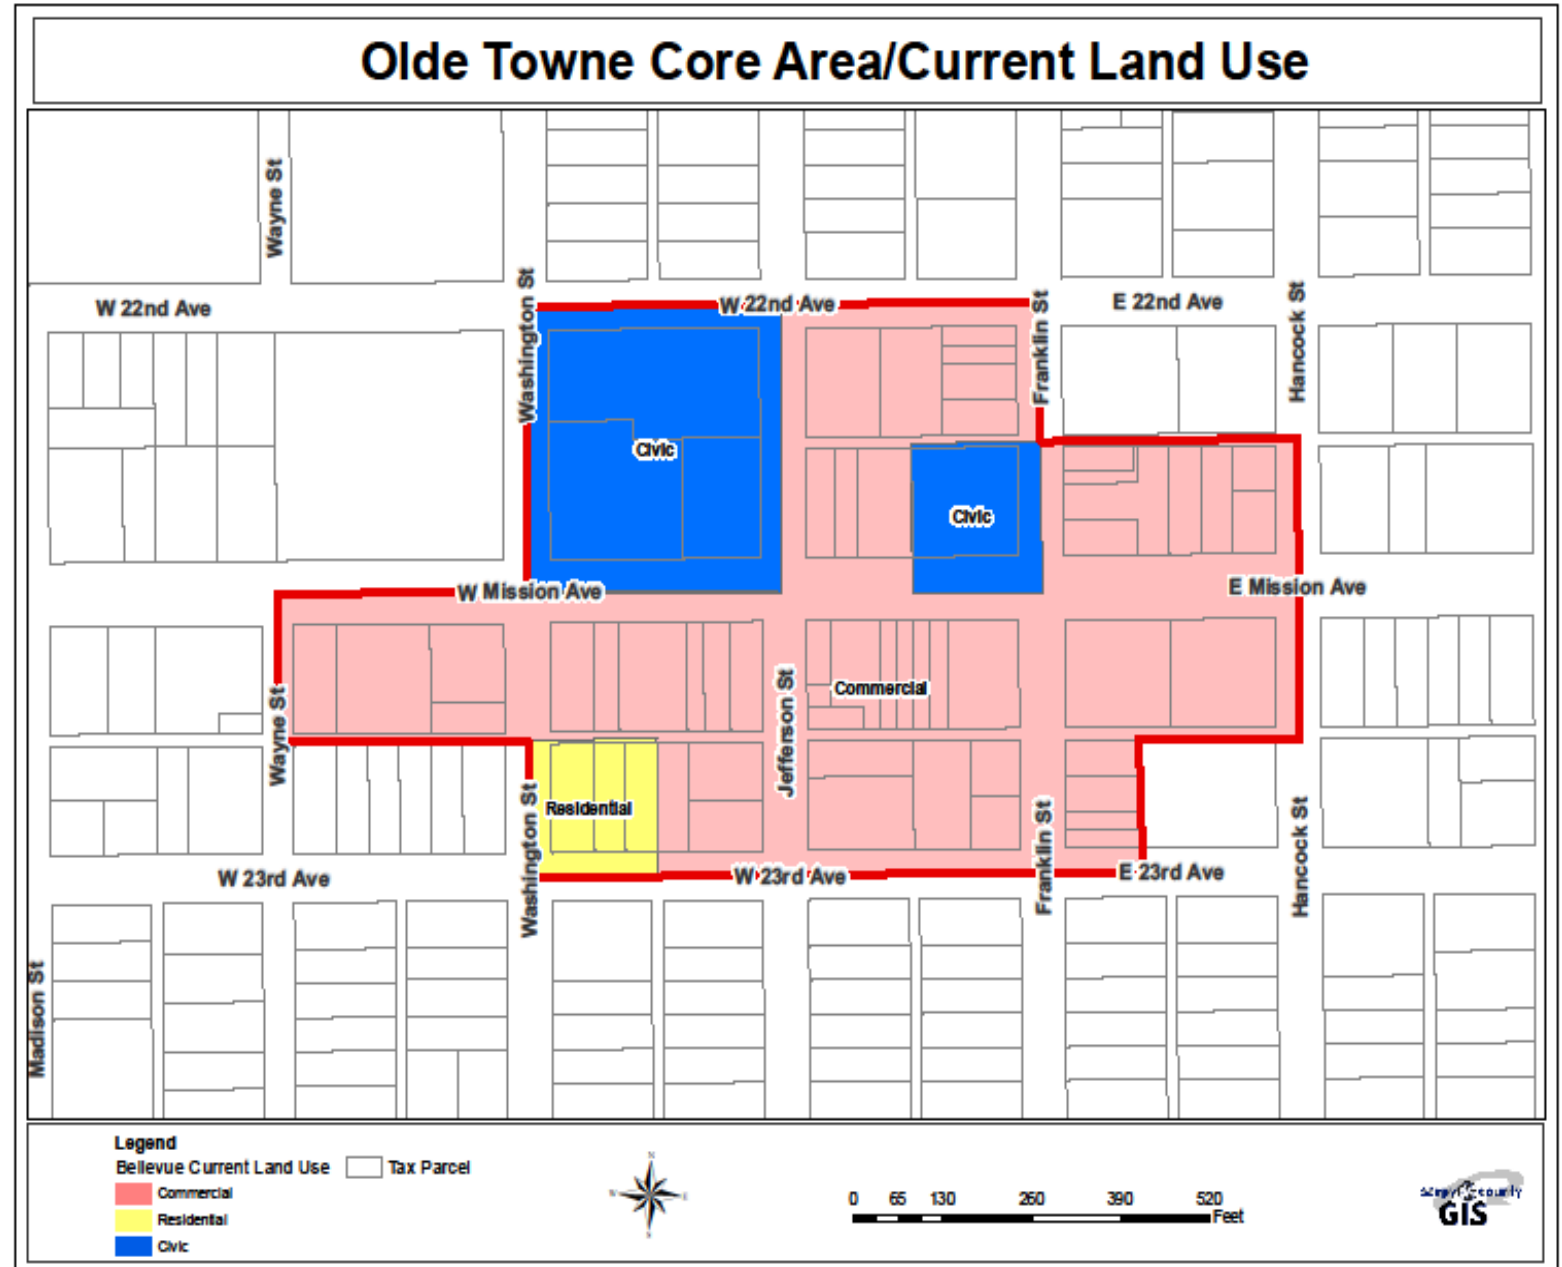 Olde Towne Core Area/Current Land Use
Wayne St
W 22nd Ave
Washington St
W 22nd Ave
Franklin St
E 22nd Ave
Hancock St
Civic
Civic
W Mission Ave
E Mission Ave
Wayne St
Jefferson St
Commercial
Residential
Washington St
Franklin St
Hancock St
W 23rd Ave
W 23rd Ave
E 23rd Ave
Madison St
Legend
Bellevue Current Land Use
Tax Parcel
Commercial
Residential
Civic
N
W
E
S
0 65 130 260 390 520
Feet
sarpy county
GIS